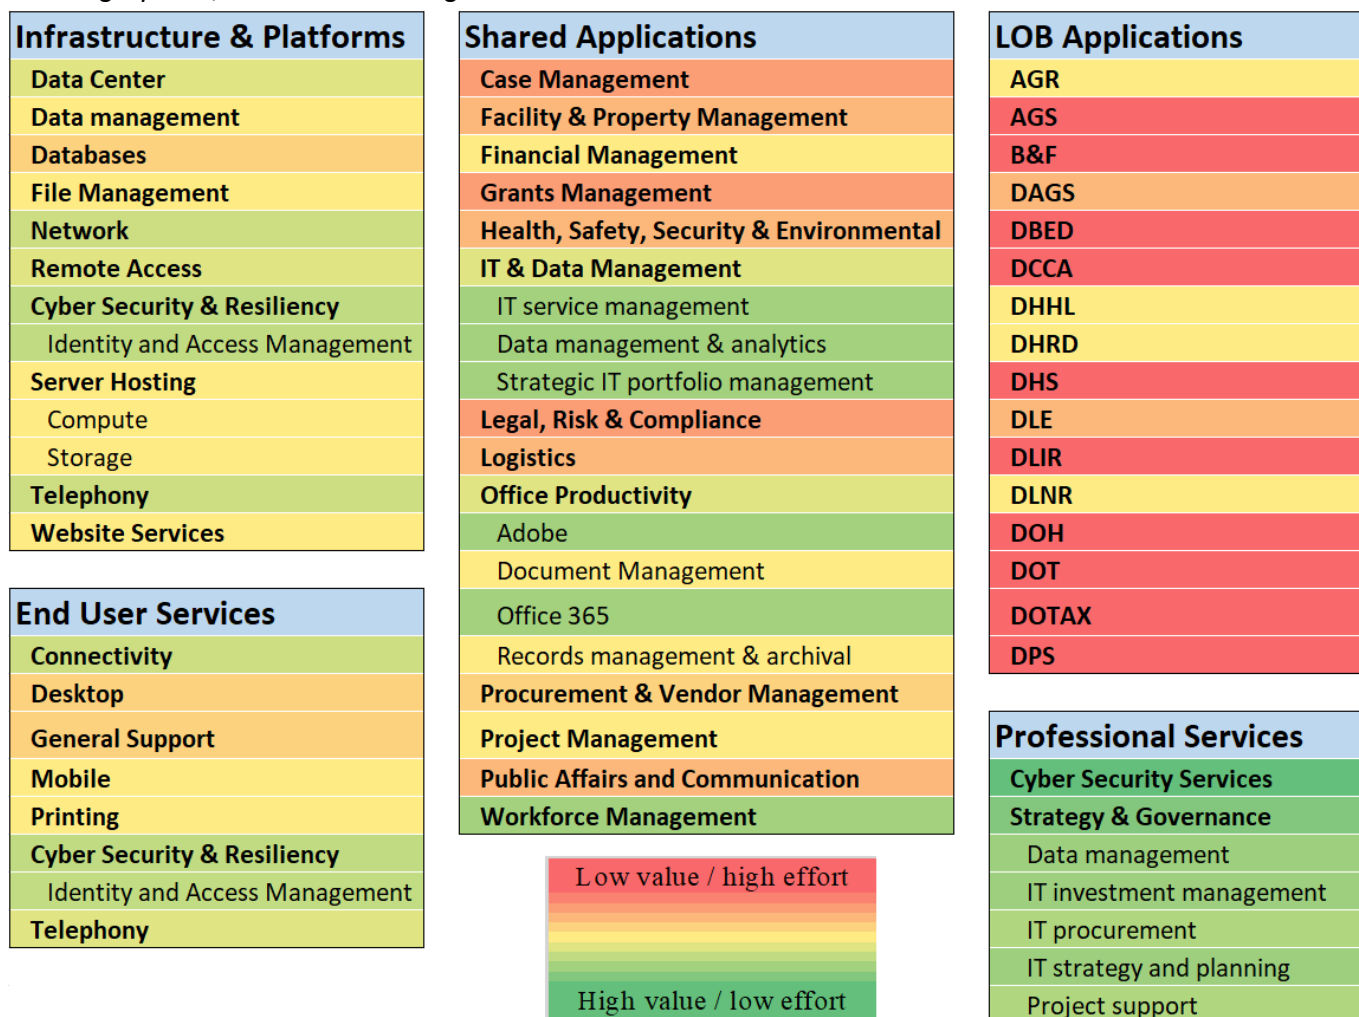 Infrastructure & Platforms
Data Center
Data management
Databases
File Management
Network
Remote Access
Cyber Security & Resiliency
Identity and Access Management
Server Hosting
Compute
Storage
Telephony
Website Services
End User Services
Connectivity
Desktop
General Support
Mobile
Printing
Cyber Security & Resiliency
Identity and Access Management
Telephony
Shared Applications
Case Management
Facility & Property Management
Financial Management
Grants Management
Health, Safety, Security & Environmental
IT & Data Management
IT service management
Data management & analytics
Strategic IT portfolio management
Legal, Risk & Compliance
Logistics
Office Productivity
Adobe
Document Management
Office 365
Records management & archival
Procurement & Vendor Management
Project Management
Public Affairs and Communication
Workforce Management
Low value / high effort
High value / low effort
LOB Applications
AGR
AGS
B&F
DAGS
DBED
DCCA
DHHL
DHRD
DHS
DLE
DLIR
DLNR
DOH
DOT
DOTAX
DPS
Professional Services
Cyber Security Services
Strategy & Governance
Data management
IT investment management
IT procurement
IT strategy and planning
Project support